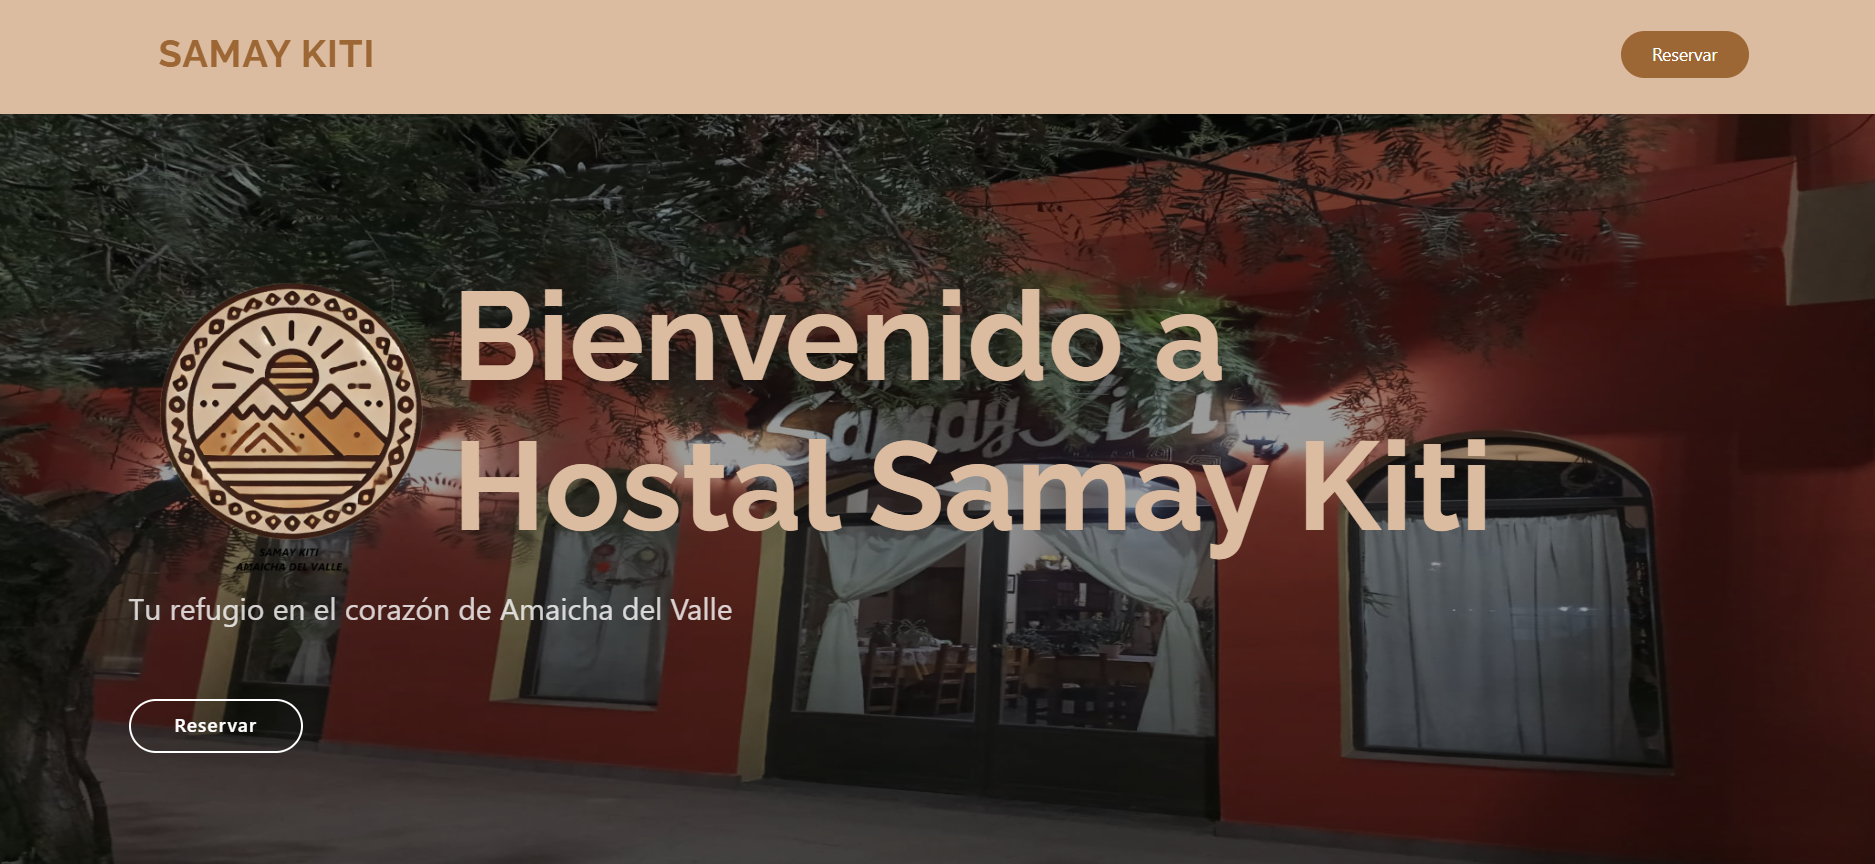 SAMAY KITI
Reservar
Bienvenido a
Samay Kiti
Hostal Samay Kiti
SAMAY KITI
AMAICHA DEL VALLE
Tu refugio en el corazón de Amaicha del Valle
Reservar